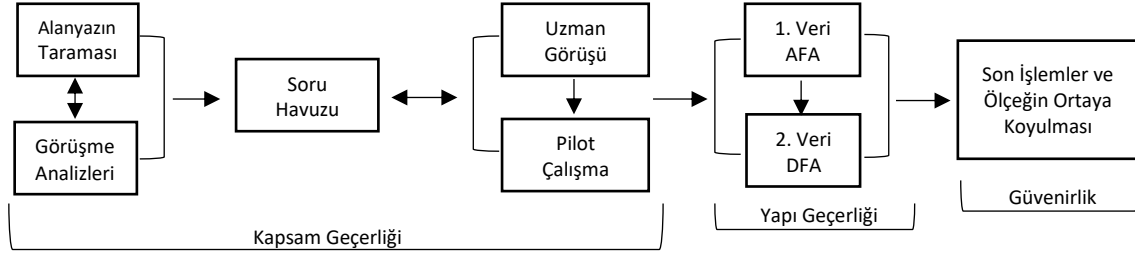 Alanyazın
Taraması
Görüşme
Analizleri
Soru
Havuzu
Uzman
Görüşü
Pilot
Çalışma
1. Veri
AFA
2. Veri
DFA
Son İşlemler ve
Ölçeğin Ortaya
Koyulması
Kapsam Geçerliği
Yapı Geçerliği
Güvenirlik